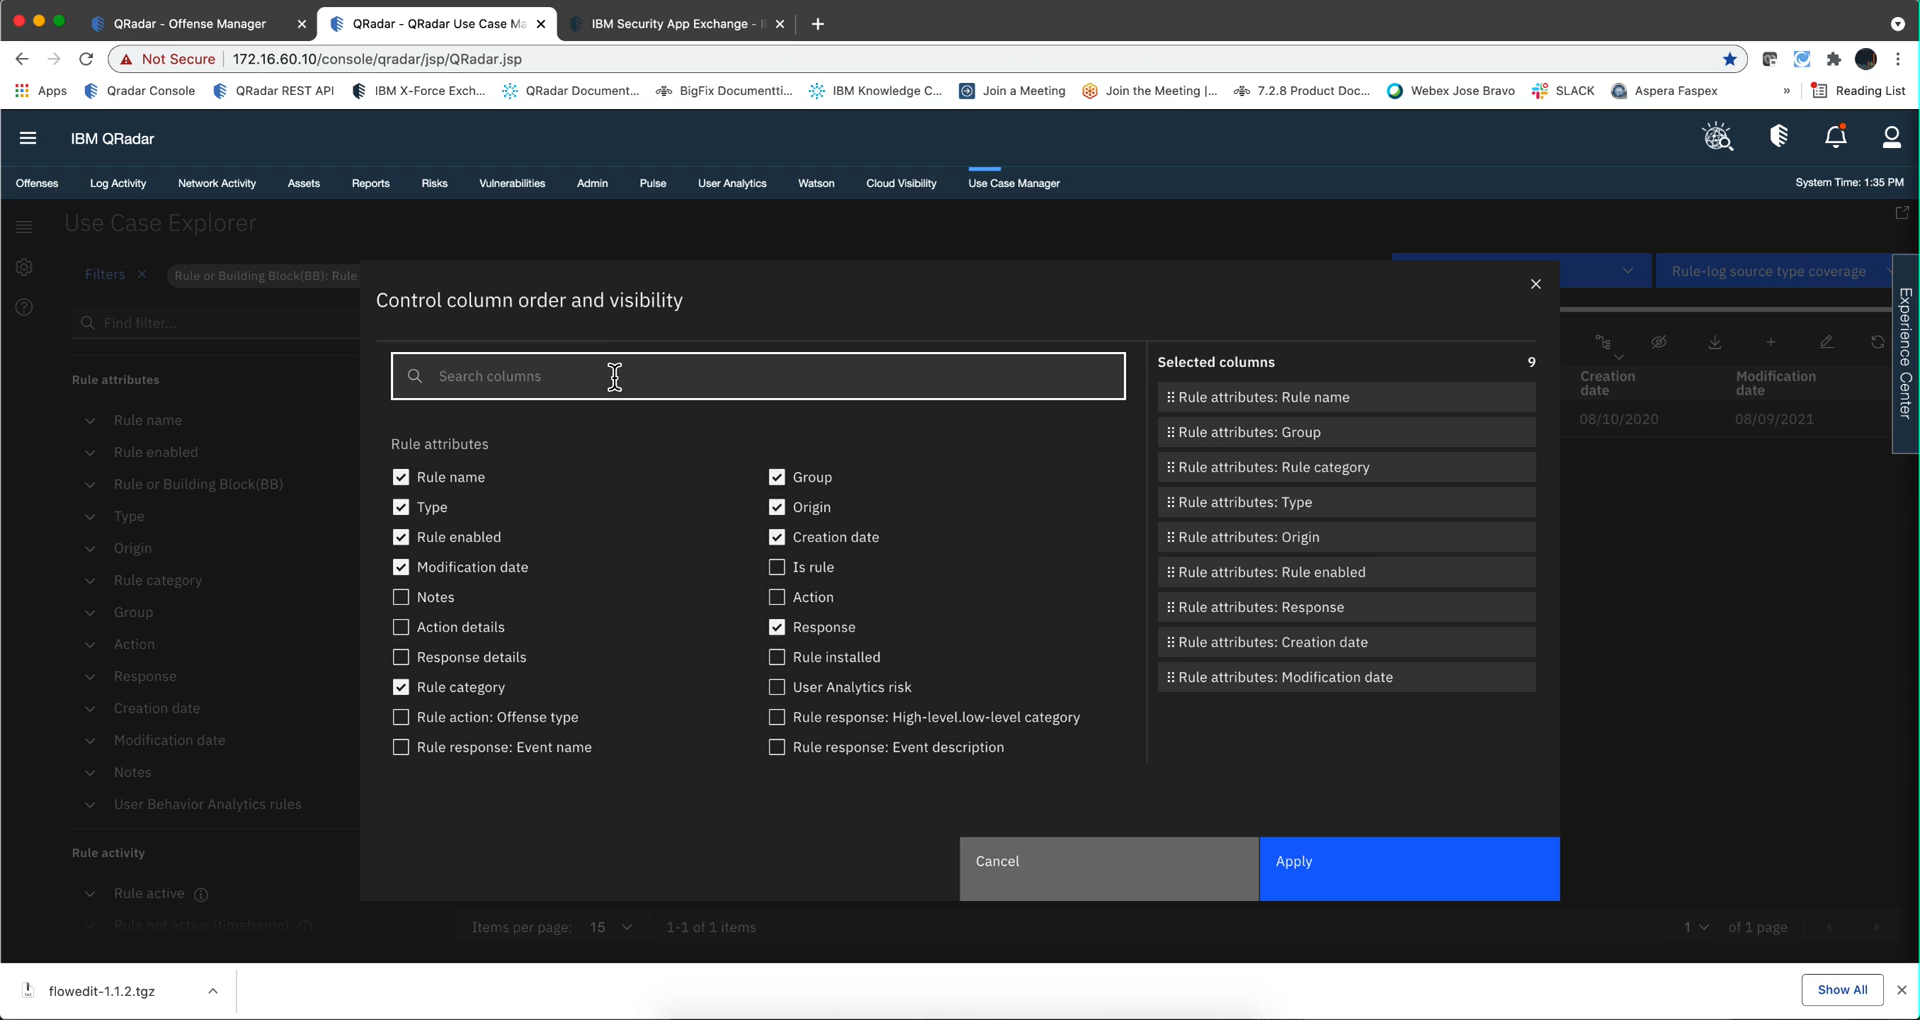 QRadar - Offense Manager
QRadar - QRadar Use Case Ma
IBM Security App Exchange -
Not Secure
172.16.60.10/console/qradar/jsp/QRadar.jsp
Apps
Qradar Console
QRadar REST API
IBM X-Force Exch...
QRadar Document...
BigFix Documentti...
IBM Knowledge C...
Join a Meeting
Join the Meeting |...
7.2.8 Product Doc...
Webex Jose Bravo
SLACK
Aspera Faspex
»
Reading List
IBM QRadar
Offenses
Log Activity
Network Activity
Assets
Reports
Risks
Vulnerabilities
Admin
Pulse
User Analytics
Watson
Cloud Visibility
Use Case Manager
System Time: 1:35 PM
Use Case Explorer
Filters
Rule or Building Block(BB): Rule
Rule-log source type coverage
Experience Center
Find filter...
Rule attributes
Rule name
Rule enabled
Rule or Building Block(BB)
Type
Origin
Rule category
Group
Action
Response
Creation date
Modification date
Notes
User Behavior Analytics rules
Rule activity
Rule active
Rule not active (timeframe)
Control column order and visibility
Search columns
Rule attributes
Rule name
Group
Type
Origin
Rule enabled
Creation date
Modification date
Is rule
Notes
Action
Action details
Response
Response details
Rule installed
Rule category
User Analytics risk
Rule action: Offense type
Rule response: High-level.low-level category
Rule response: Event name
Rule response: Event description
Selected columns
9
Rule attributes: Rule name
Rule attributes: Group
Rule attributes: Rule category
Rule attributes: Type
Rule attributes: Origin
Rule attributes: Rule enabled
Rule attributes: Response
Rule attributes: Creation date
Rule attributes: Modification date
Cancel
Apply
Creation
date
Modification
date
08/10/2020
08/09/2021
Items per page:
15
1-1 of 1 items
1
of 1 page
flowedit-1.1.2.tgz
Show All